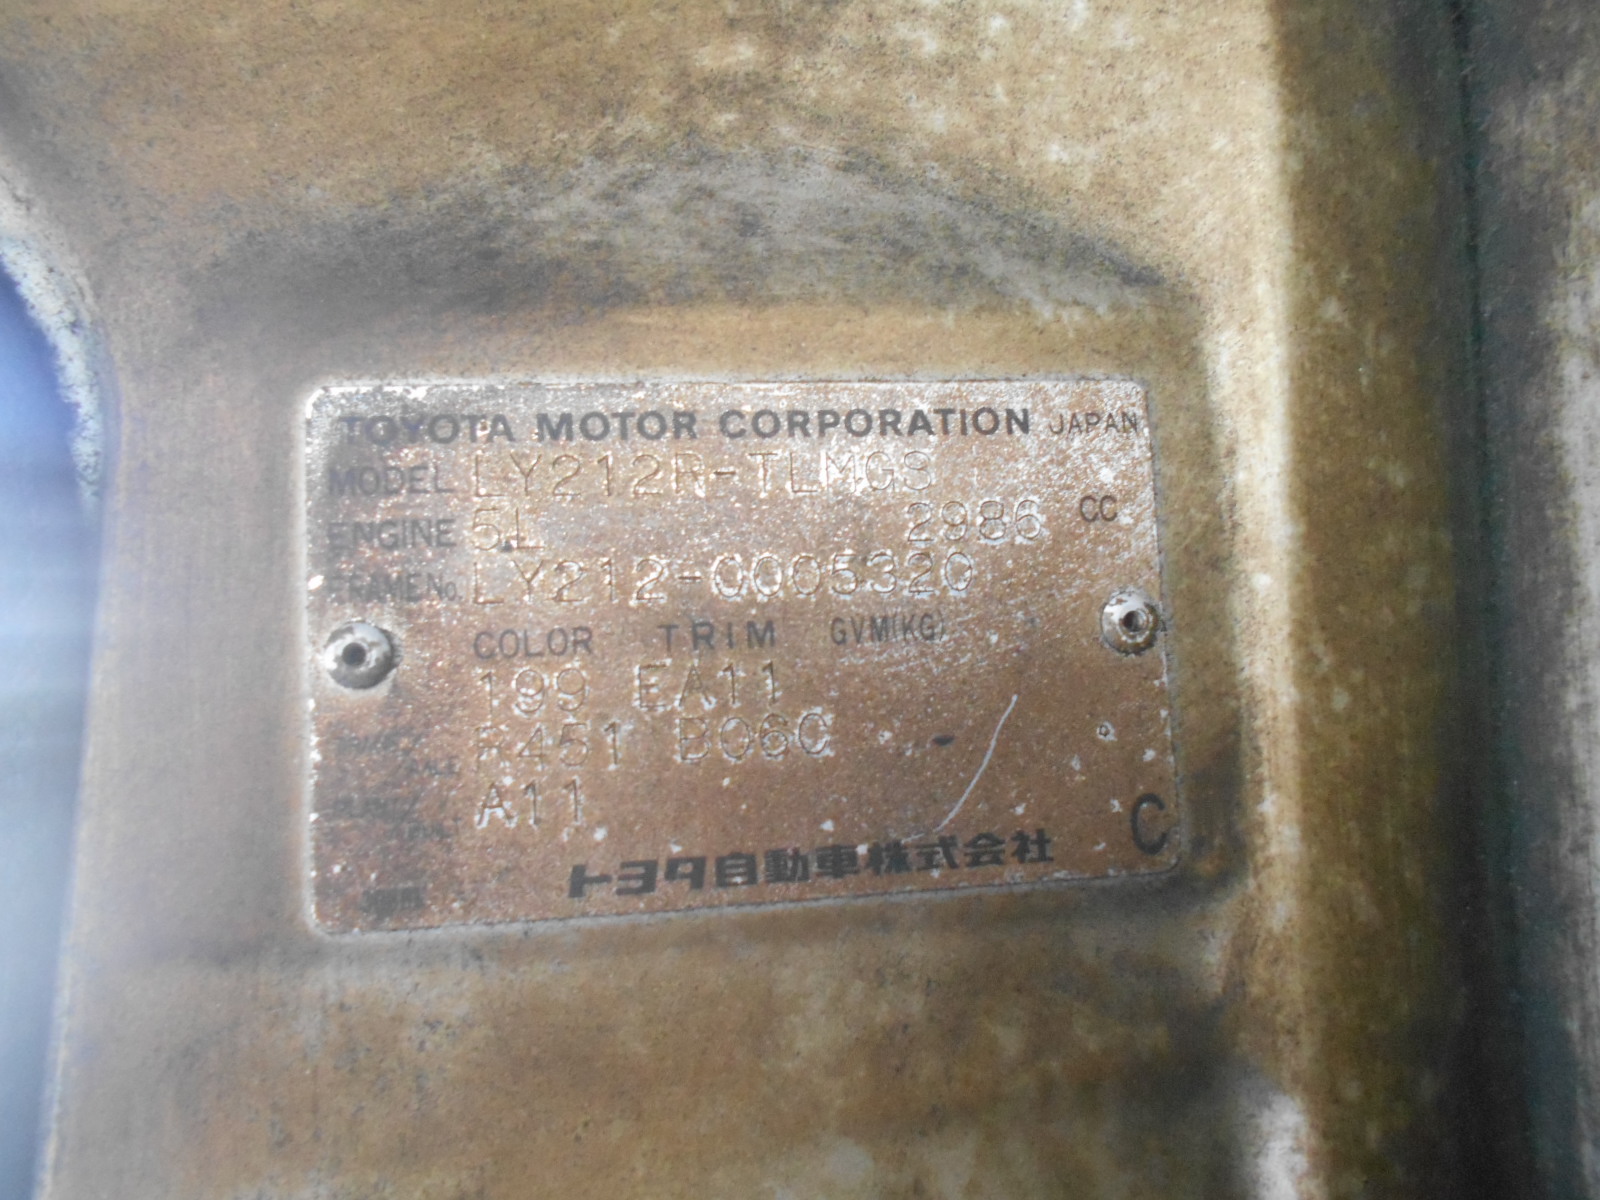 TOYOTA MOTOR CORPORATION JAPAN
MODEL LY212R-TLMGS
ENGINE 5L 2986 CC
FRAME No. LY212-0005320
COLOR TRIM GVM(KG)
199 EA11
R451 B06C
A11
トヨタ自動車株式会社 C